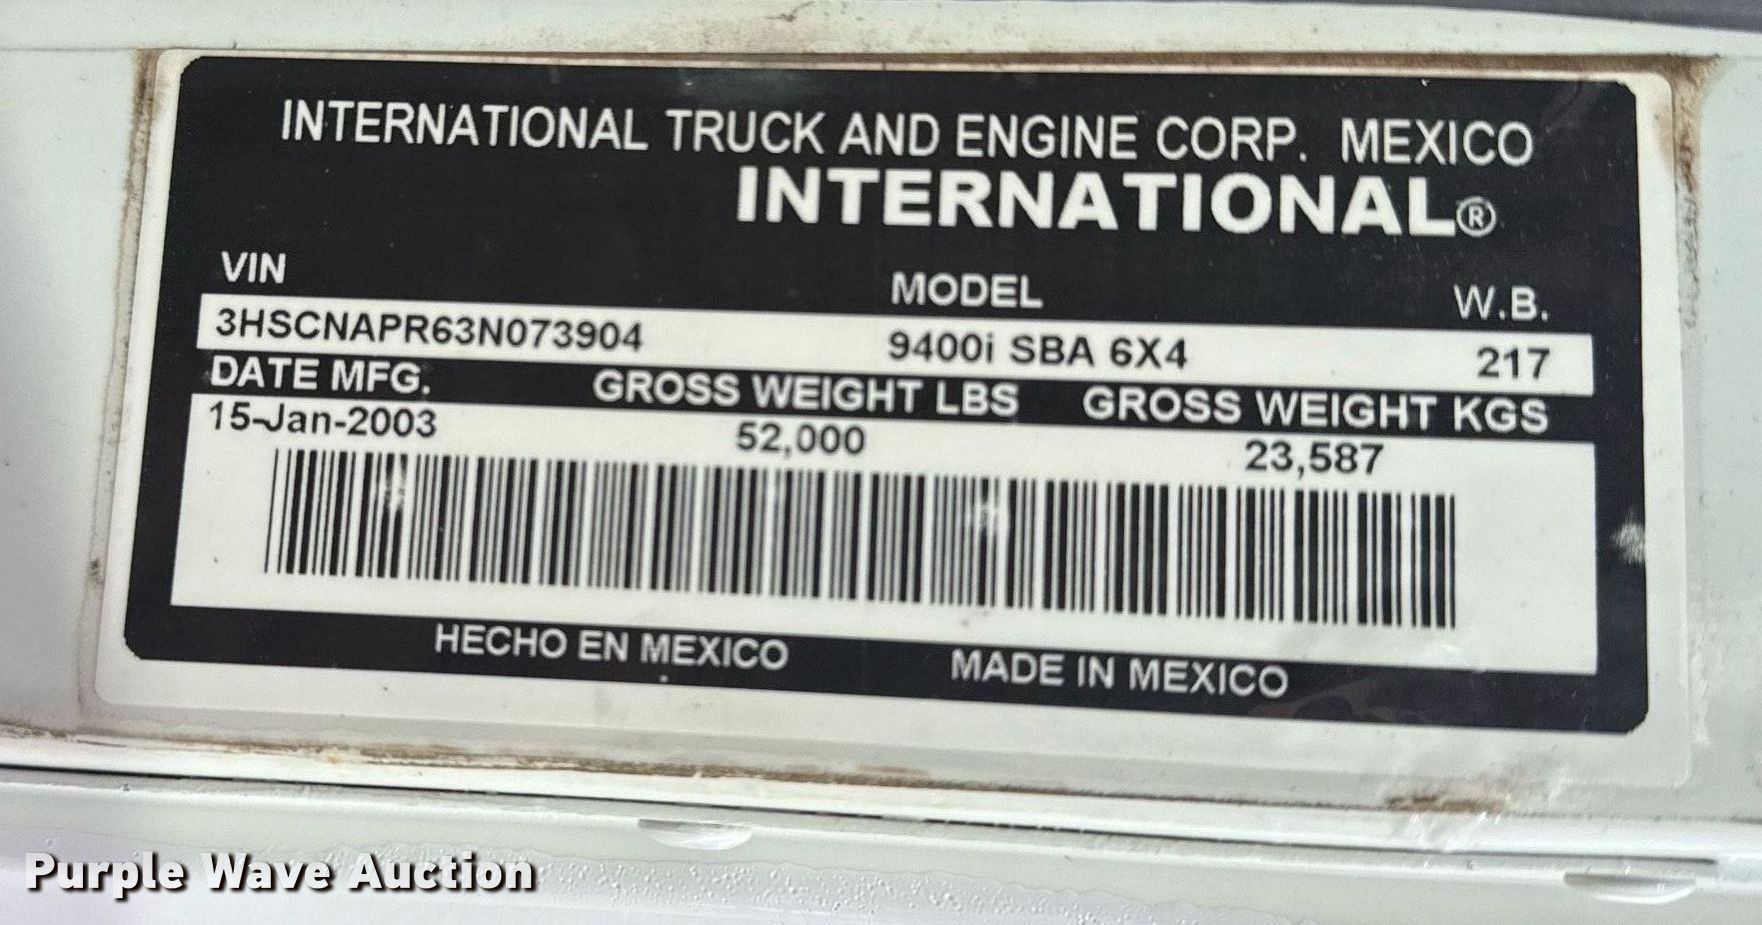 INTERNATIONAL TRUCK AND ENGINE CORP. MEXICO
INTERNATIONAL®
VIN MODEL W.B.
3HSCNAPR63N073904 9400i SBA 6X4 217
DATE MFG. GROSS WEIGHT LBS GROSS WEIGHT KGS
15-Jan-2003 52,000 23,587
HECHO EN MEXICO MADE IN MEXICO
Purple Wave Auction